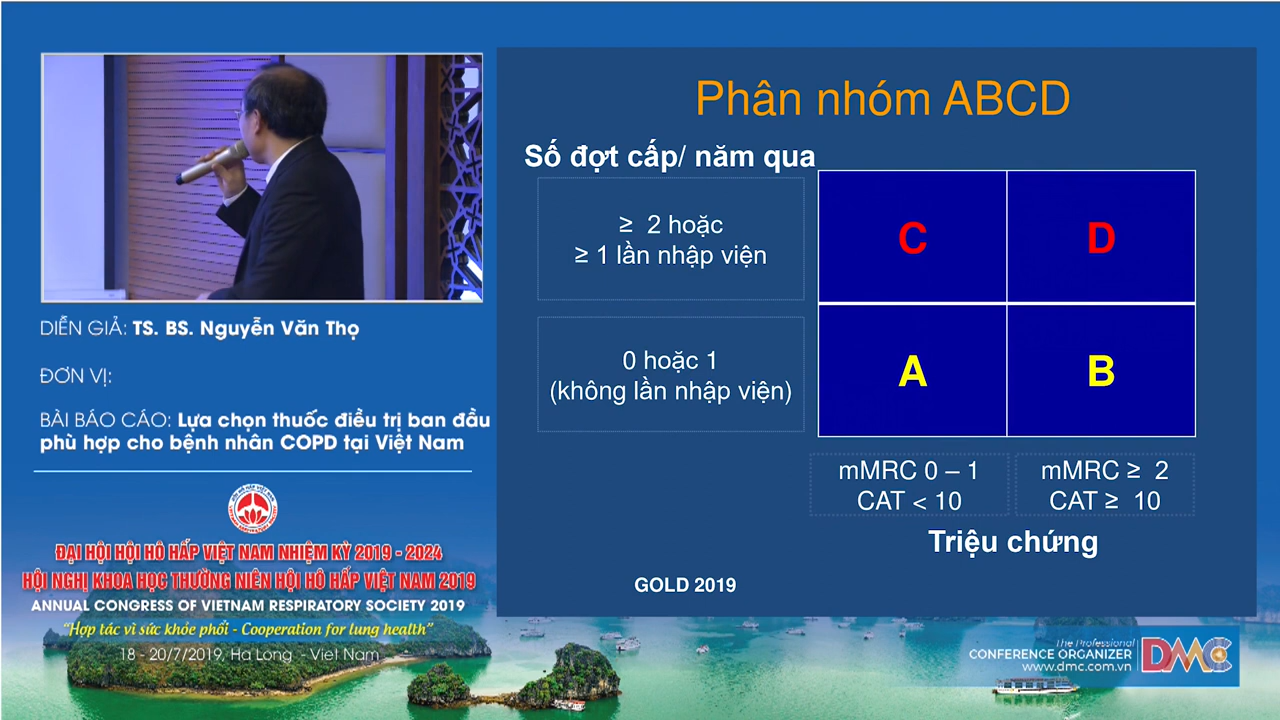 DIỄN GIẢ: TS. BS. Nguyễn Văn Thọ
ĐƠN VỊ:
BÀI BÁO CÁO: Lựa chọn thuốc điều trị ban đầu
phù hợp cho bệnh nhân COPD tại Việt Nam
ĐẠI HỘI HỘI HÔ HẤP VIỆT NAM NHIỆM KỲ 2019 - 2024
HỘI NGHỊ KHOA HỌC THƯỜNG NIÊN HỘI HÔ HẤP VIỆT NAM 2019
ANNUAL CONGRESS OF VIETNAM RESPIRATORY SOCIETY 2019
“Hợp tác vì sức khỏe phổi - Cooperation for lung health”
18 - 20/7/2019, Ha Long - Viet Nam
Phân nhóm ABCD
Số đợt cấp/ năm qua
≥ 2 hoặc
≥ 1 lần nhập viện
C D
0 hoặc 1
(không lần nhập viện)
A B
mMRC 0 – 1
CAT < 10
mMRC ≥ 2
CAT ≥ 10
Triệu chứng
GOLD 2019
The Professional
CONFERENCE ORGANIZER
www.dmc.com.vn
DMC